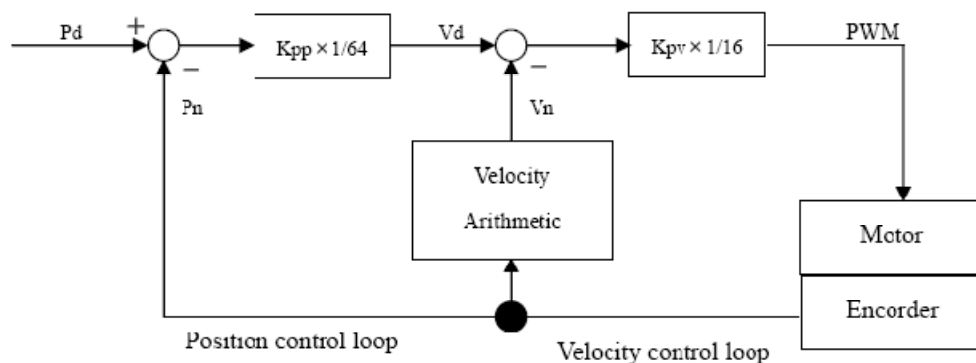 Pd
+
−
Kpp × 1/64
Vd
−
Kpv × 1/16
PWM
Pn
Vn
Velocity
Arithmetic
Motor
Encorder
Position control loop
Velocity control loop